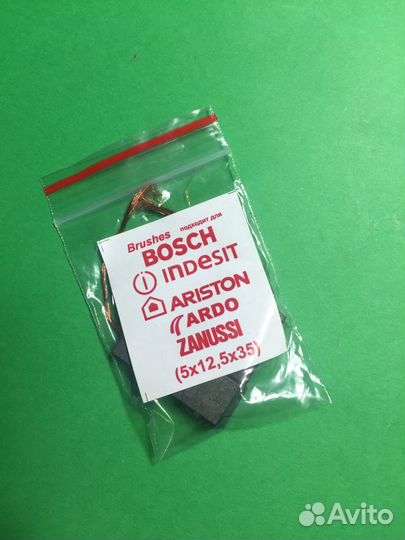 Brushes подходит для
BOSCH
indesit
ARISTON
ARDO
ZANUSSI
(5x12,5x35)
Avito